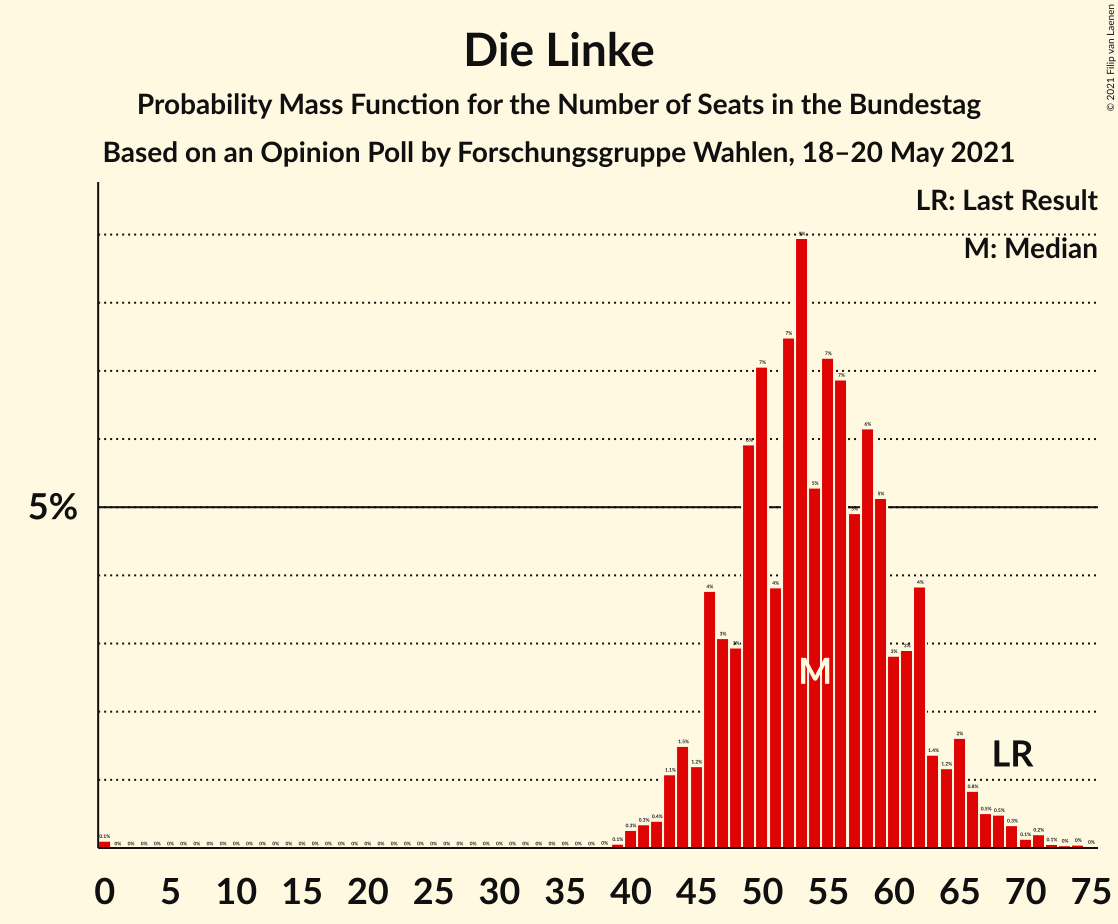 © 2021 Filip van Laenen
Die Linke
Probability Mass Function for the Number of Seats in the Bundestag
Based on an Opinion Poll by Forschungsgruppe Wahlen, 18–20 May 2021
LR: Last Result
M: Median
5%
M
LR
0 5 10 15 20 25 30 35 40 45 50 55 60 65 70 75